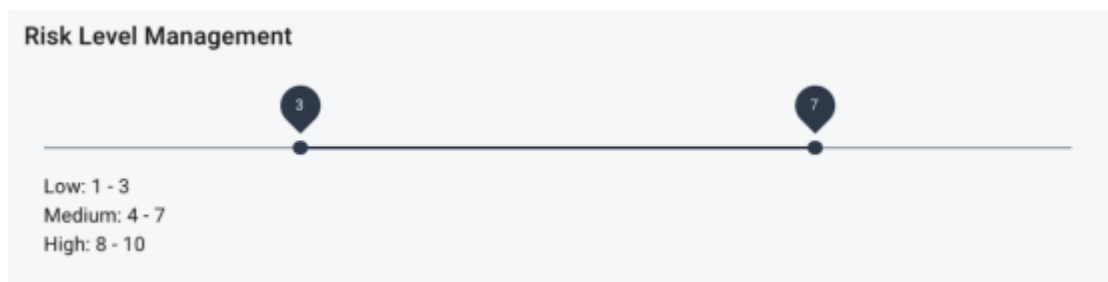 Risk Level Management
3 7
Low: 1 - 3
Medium: 4 - 7
High: 8 - 10